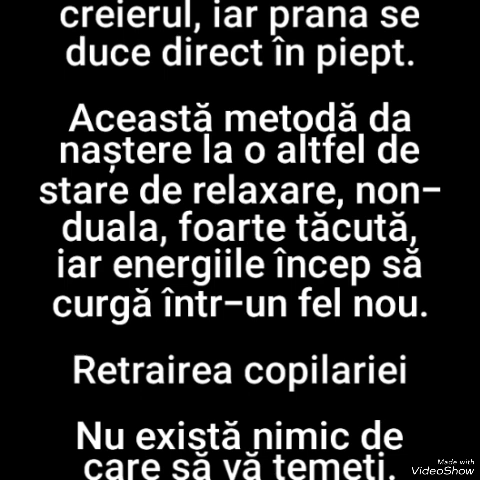 creierul, iar prana se
duce direct în piept.
Această metodă da
naștere la o altfel de
stare de relaxare, non-
duala, foarte tăcută,
iar energiile încep să
curgă într-un fel nou.
Retrairea copilariei
Nu există nimic de
care să vă temeți.
Made with
VideoShow